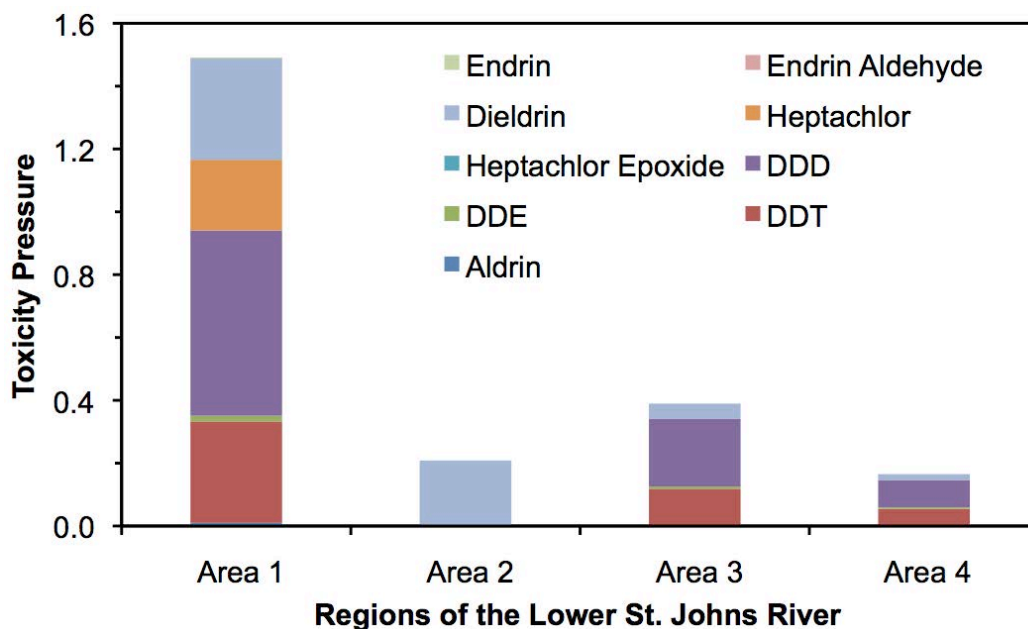 Toxicity Pressure
1.6
1.2
0.8
0.4
0.0
Endrin
Endrin Aldehyde
Dieldrin
Heptachlor
Heptachlor Epoxide
DDD
DDE
DDT
Aldrin
Area 1
Area 2
Area 3
Area 4
Regions of the Lower St. Johns River